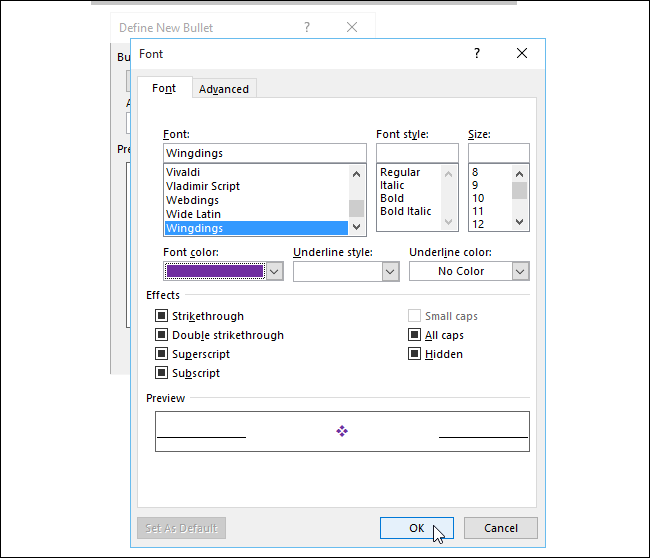 Define New Bullet ?
Bu
A
Pre
Font ?
Font Advanced
Font: Font style: Size:
Wingdings
Vivaldi Regular 8
Vladimir Script Italic 9
Webdings Bold 10
Wide Latin Bold Italic 11
Wingdings 12
Font color: Underline style: Underline color:
No Color
Effects
Strikethrough Small caps
Double strikethrough All caps
Superscript Hidden
Subscript
Preview
Set As Default OK Cancel